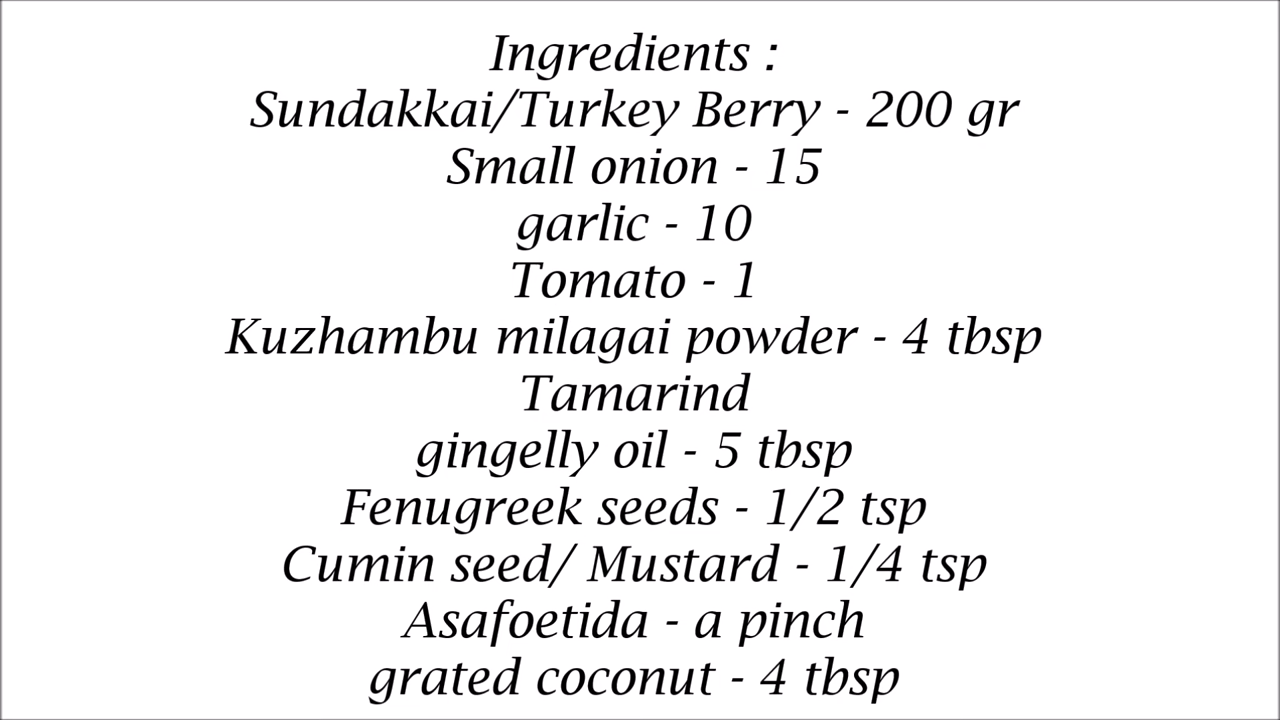 Ingredients :
Sundakkai/Turkey Berry - 200 gr
Small onion - 15
garlic - 10
Tomato - 1
Kuzhambu milagai powder - 4 tbsp
Tamarind
gingelly oil - 5 tbsp
Fenugreek seeds - 1/2 tsp
Cumin seed/ Mustard - 1/4 tsp
Asafoetida - a pinch
grated coconut - 4 tbsp